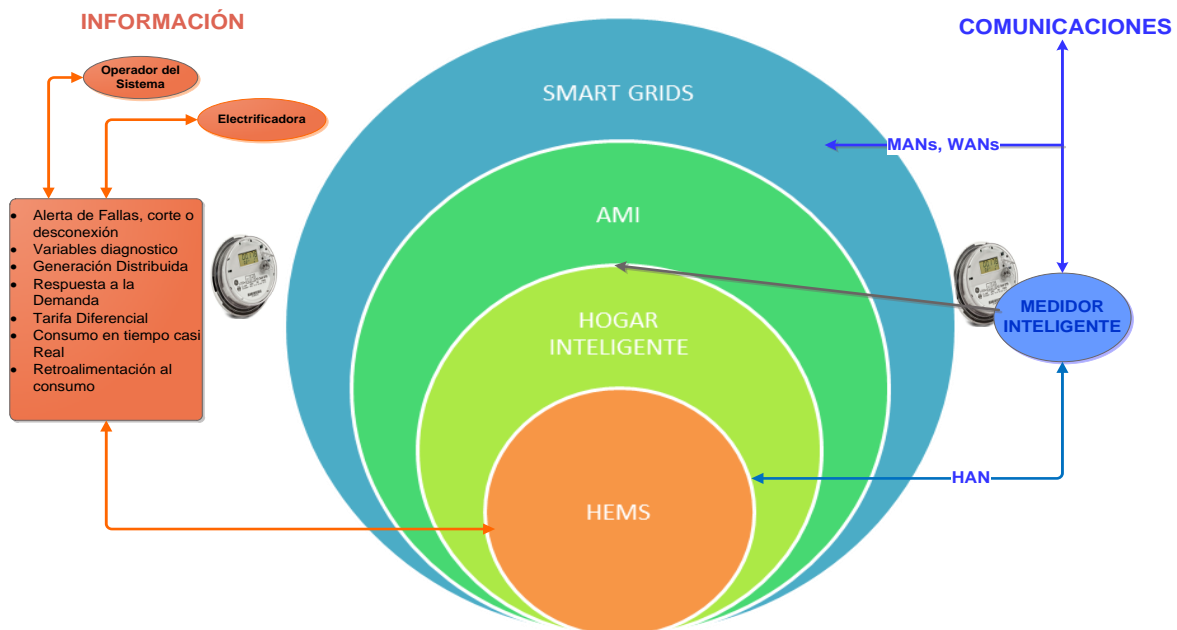 INFORMACIÓN
Operador del
Sistema
Electrificadora
Alerta de Fallas, corte o
desconexión
Variables diagnostico
Generación Distribuida
Respuesta a la
Demanda
Tarifa Diferencial
Consumo en tiempo casi
Real
Retroalimentación al
consumo
SMART GRIDS
AMI
HOGAR
INTELIGENTE
HEMS
COMUNICACIONES
MANs, WANs
MEDIDOR
INTELIGENTE
HAN